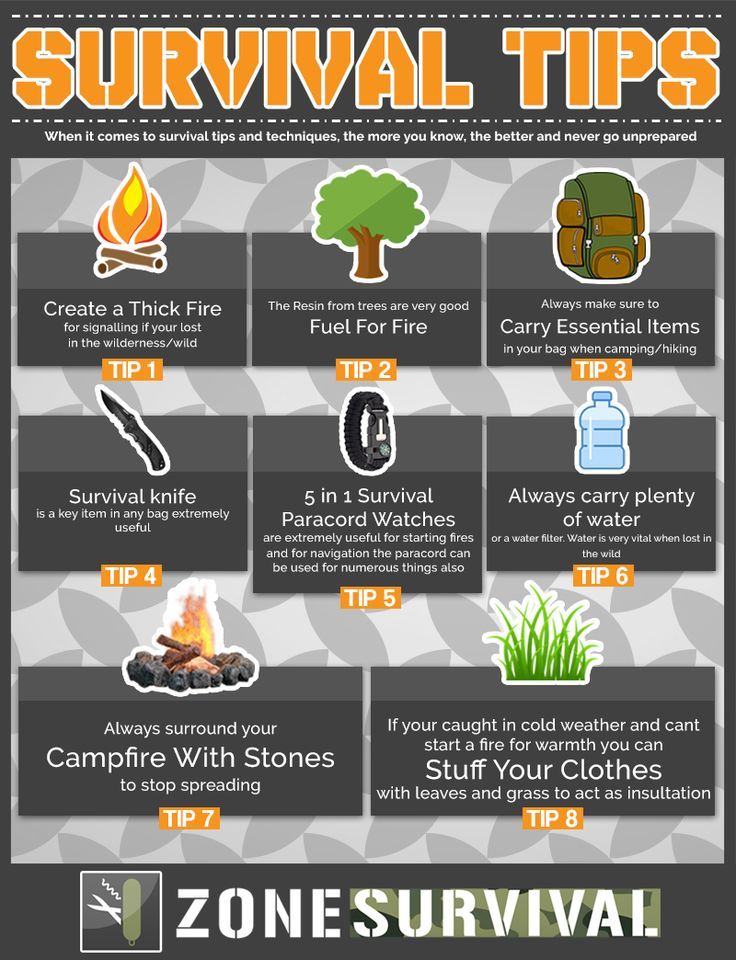 SURVIVAL TIPS
When it comes to survival tips and techniques, the more you know, the better and never go unprepared
Create a Thick Fire
for signalling if your lost
in the wilderness/wild
TIP 1
The Resin from trees are very good
Fuel For Fire
TIP 2
Always make sure to
Carry Essential Items
in your bag when camping/hiking
TIP 3
Survival knife
is a key item in any bag extremely
useful
TIP 4
5 in 1 Survival
Paracord Watches
are extremely useful for starting fires
and for navigation the paracord can
be used for numerous things also
TIP 5
Always carry plenty
of water
or a water filter. Water is very vital when lost in
the wild
TIP 6
Always surround your
Campfire With Stones
to stop spreading
TIP 7
If your caught in cold weather and cant
start a fire for warmth you can
Stuff Your Clothes
with leaves and grass to act as insultation
TIP 8
ZONESURVIVAL